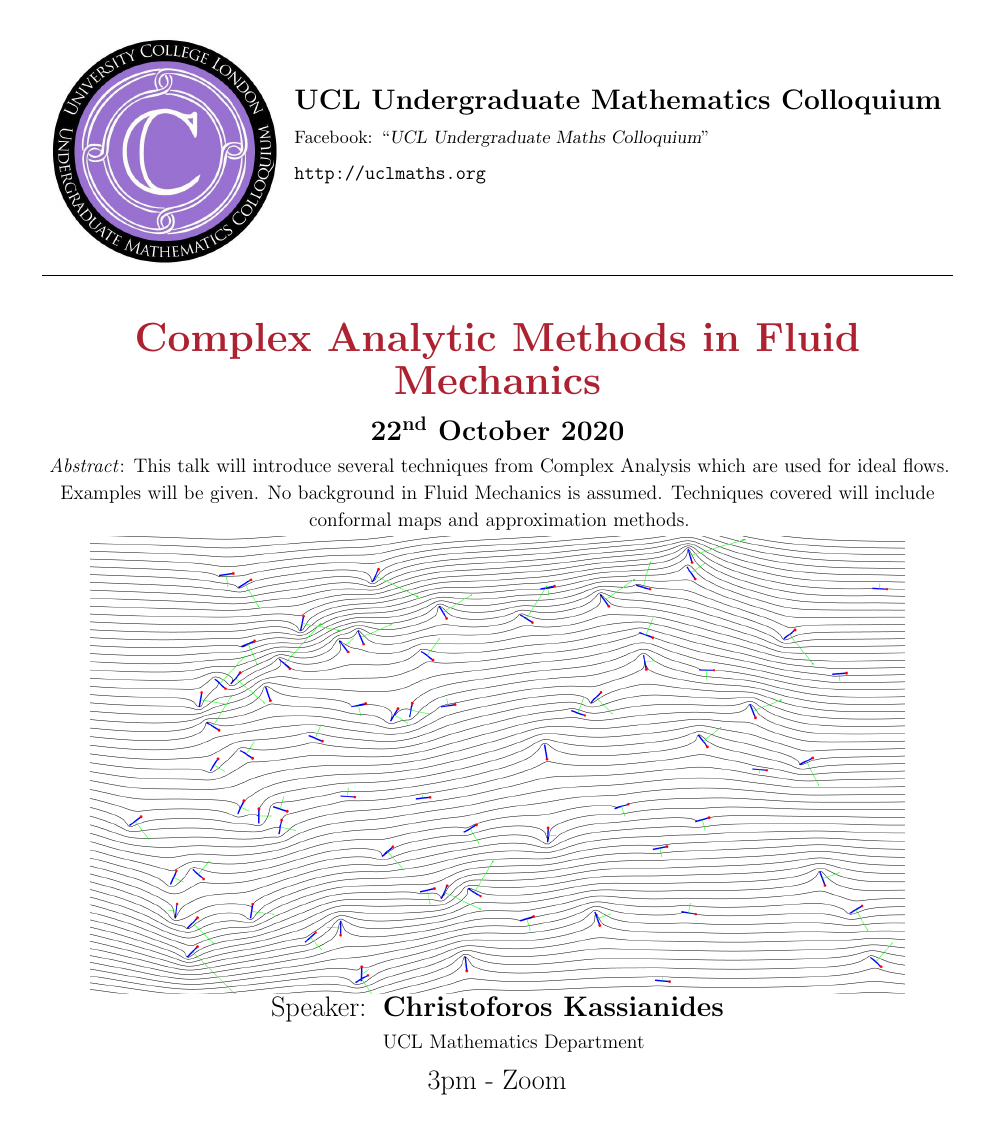 UNIVERSITY COLLEGE LONDON
UNDERGRADUATE MATHEMATICS COLLOQUIUM
C
UCL Undergraduate Mathematics Colloquium
Facebook: “UCL Undergraduate Maths Colloquium”
http://uclmaths.org
Complex Analytic Methods in Fluid
Mechanics
22nd October 2020
Abstract: This talk will introduce several techniques from Complex Analysis which are used for ideal flows.
Examples will be given. No background in Fluid Mechanics is assumed. Techniques covered will include
conformal maps and approximation methods.
Speaker: Christoforos Kassianides
UCL Mathematics Department
3pm - Zoom